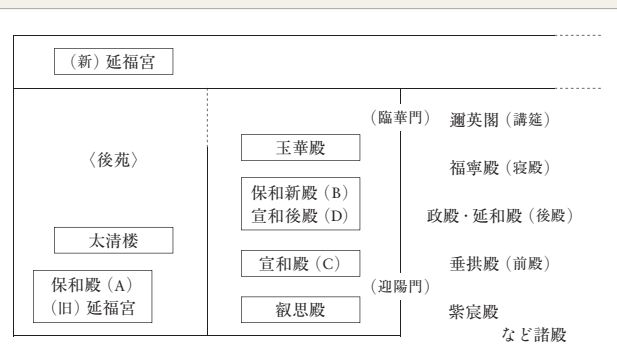 （新）延福宮
〈後苑〉
太清楼
保和殿（A）
（旧）延福宮
玉華殿
保和新殿（B）
宣和後殿（D）
宣和殿（C）
叡思殿
（臨華門）
（迎陽門）
邇英閣（講筵）
福寧殿（寝殿）
政殿・延和殿（後殿）
垂拱殿（前殿）
紫宸殿
など諸殿